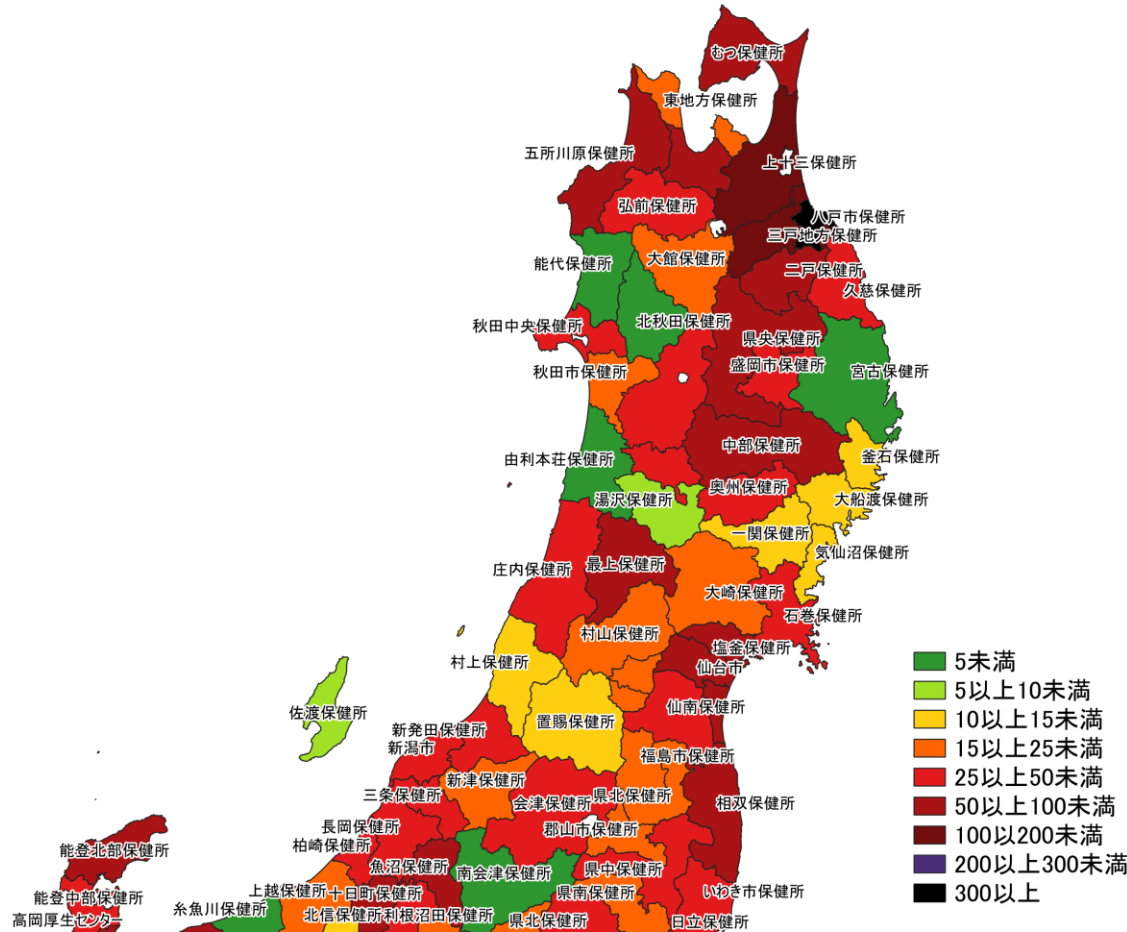 むつ保健所
東地方保健所
五所川原保健所
上十三保健所
弘前保健所
八戸市保健所
三戸地方保健所
能代保健所
大館保健所
二戸保健所
久慈保健所
秋田中央保健所
北秋田保健所
県央保健所
盛岡市保健所
秋田市保健所
宮古保健所
中部保健所
由利本荘保健所
釜石保健所
奥州保健所
湯沢保健所
大船渡保健所
一関保健所
気仙沼保健所
庄内保健所
最上保健所
大崎保健所
石巻保健所
村山保健所
塩釜保健所
仙台市
村上保健所
佐渡保健所
置賜保健所
仙南保健所
新発田保健所
新潟市
福島市保健所
新津保健所
三条保健所
会津保健所
県北保健所
相双保健所
長岡保健所
郡山市保健所
柏崎保健所
能登北部保健所
魚沼保健所
南会津保健所
県中保健所
上越保健所
十日町保健所
県南保健所
いわき市保健所
能登中部保健所
糸魚川保健所
北信保健所
利根沼田保健所
県北保健所
日立保健所
高岡厚生センター
5未満
5以上10未満
10以上15未満
15以上25未満
25以上50未満
50以上100未満
100以200未満
200以上300未満
300以上